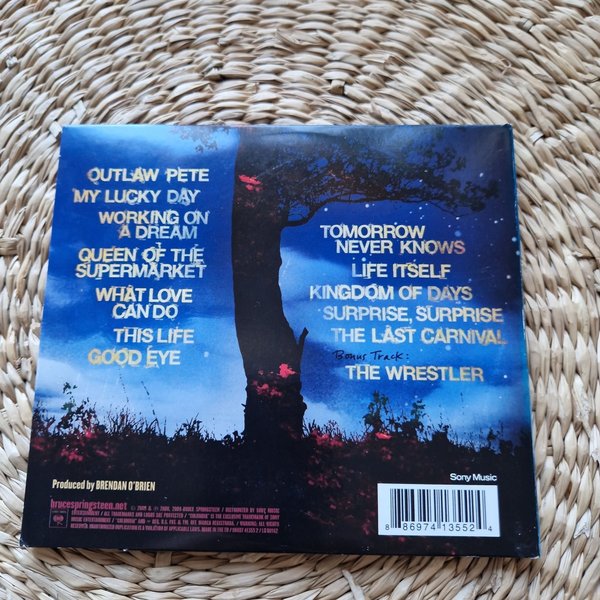 OUTLAW PETE
MY LUCKY DAY
WORKING ON
A DREAM
QUEEN OF THE
SUPERMARKET
WHAT LOVE
CAN DO
THIS LIFE
GOOD EYE
TOMORROW
NEVER KNOWS
LIFE ITSELF
KINGDOM OF DAYS
SURPRISE, SURPRISE
THE LAST CARNIVAL
Bonus Track:
THE WRESTLER
Produced by BRENDAN O'BRIEN
brucespringsteen.net
Sony Music
8 86974 13552 4